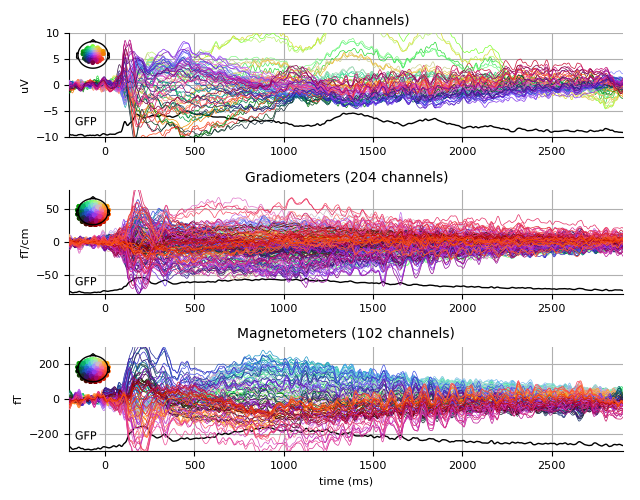 EEG (70 channels)
10
5
0
−5
−10
uV
GFP
0 500 1000 1500 2000 2500
Gradiometers (204 channels)
50
0
−50
fT/cm
GFP
0 500 1000 1500 2000 2500
Magnetometers (102 channels)
200
0
−200
fT
GFP
0 500 1000 1500 2000 2500
time (ms)